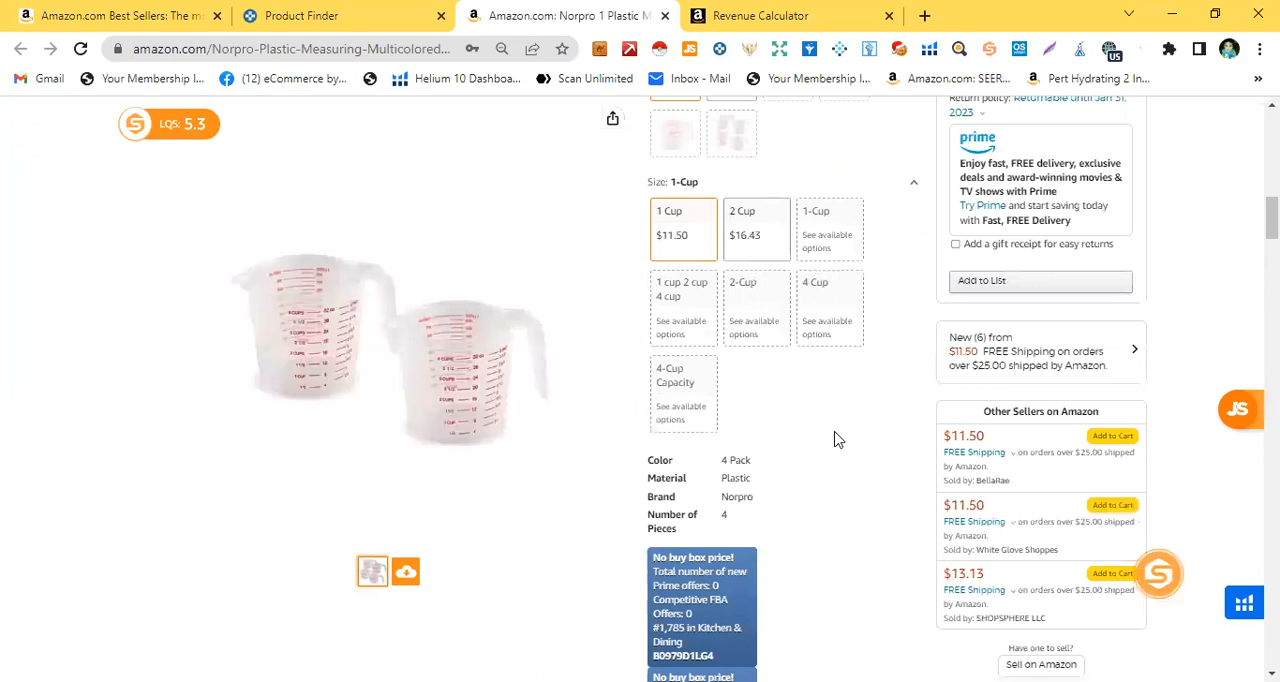 Amazon.com Best Sellers: The m
Product Finder
Amazon.com: Norpro 1 Plastic M
Revenue Calculator
amazon.com/Norpro-Plastic-Measuring-Multicolored...
Gmail
Your Membership I...
(12) eCommerce by...
Helium 10 Dashboa...
Scan Unlimited
Inbox - Mail
Your Membership I...
Amazon.com: SEER...
Pert Hydrating 2 In...
LQS: 5.3
Size: 1-Cup
1 Cup
$11.50
2 Cup
$16.43
1-Cup
See available
options
1 cup 2 cup
4 cup
See available
options
2-Cup
See available
options
4 Cup
See available
options
4-Cup
Capacity
See available
options
Color 4 Pack
Material Plastic
Brand Norpro
Number of 4
Pieces
No buy box price!
Total number of new
Prime offers: 0
Competitive FBA
Offers: 0
#1,785 in Kitchen &
Dining
B0979D1LG4
No buy box price!
Return policy: Returnable until Jan 31,
2023
prime
Enjoy fast, FREE delivery, exclusive
deals and award-winning movies &
TV shows with Prime
Try Prime and start saving today
with Fast, FREE Delivery
Add a gift receipt for easy returns
Add to List
New (6) from
$11.50 FREE Shipping on orders
over $25.00 shipped by Amazon.
Other Sellers on Amazon
$11.50 Add to Cart
FREE Shipping on orders over $25.00 shipped
by Amazon.
Sold by: BellaRae
$11.50 Add to Cart
FREE Shipping on orders over $25.00 shipped
by Amazon.
Sold by: White Glove Shoppes
$13.13 Add to Cart
FREE Shipping on orders over $25.00 shipped
by Amazon.
Sold by: SHOPSPHERE LLC
Have one to sell?
Sell on Amazon
JS